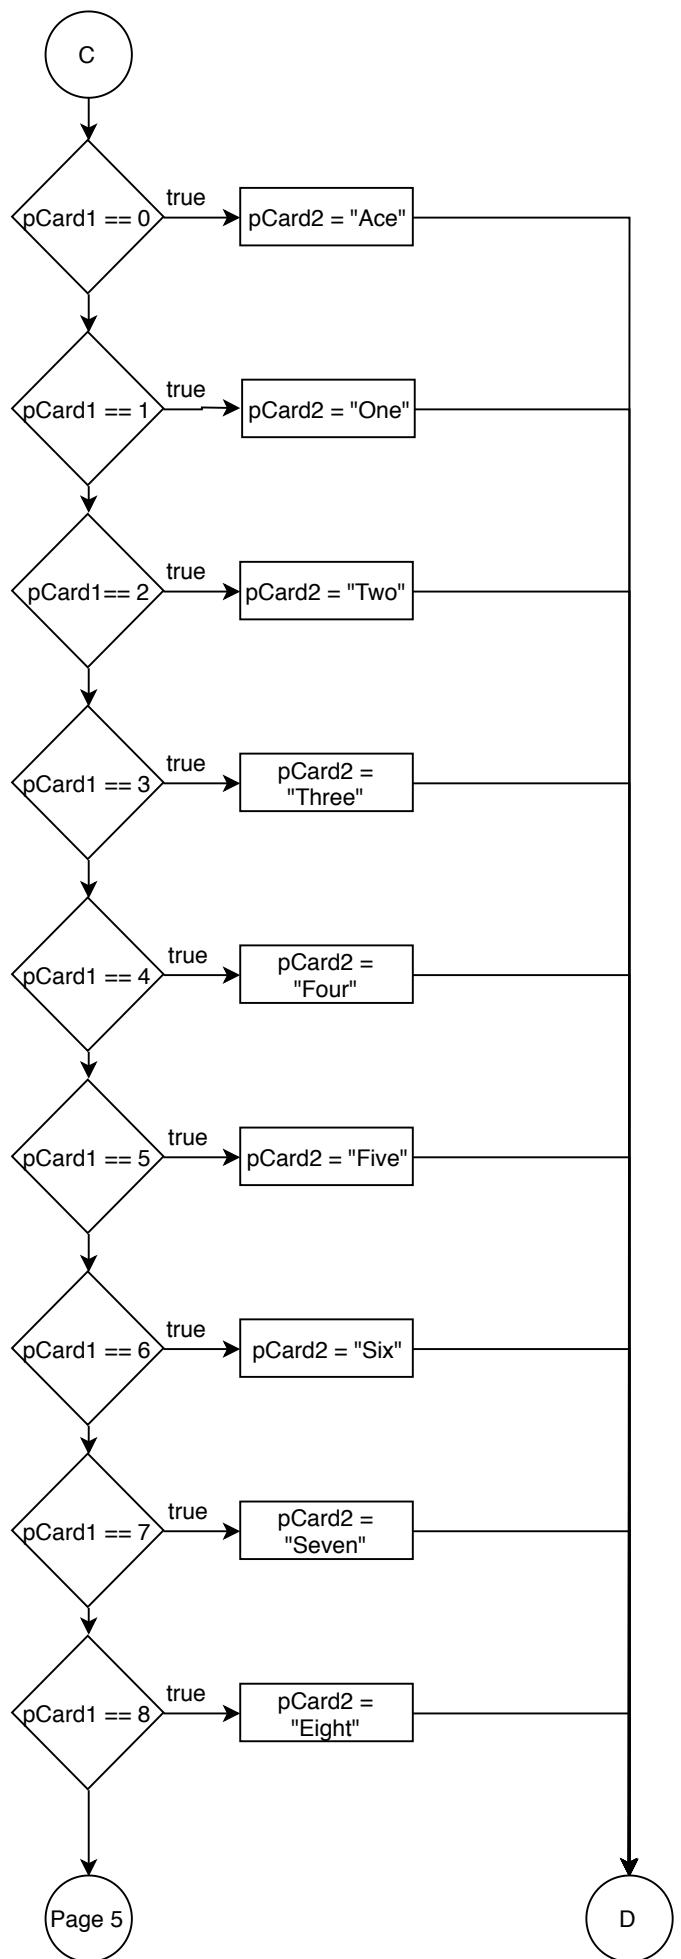 C
pCard1 == 0
true
pCard2 = "Ace"
pCard1 == 1
true
pCard2 = "One"
pCard1== 2
true
pCard2 = "Two"
pCard1 == 3
true
pCard2 =
"Three"
pCard1 == 4
true
pCard2 =
"Four"
pCard1 == 5
true
pCard2 = "Five"
pCard1 == 6
true
pCard2 = "Six"
pCard1 == 7
true
pCard2 =
"Seven"
pCard1 == 8
true
pCard2 =
"Eight"
Page 5
D